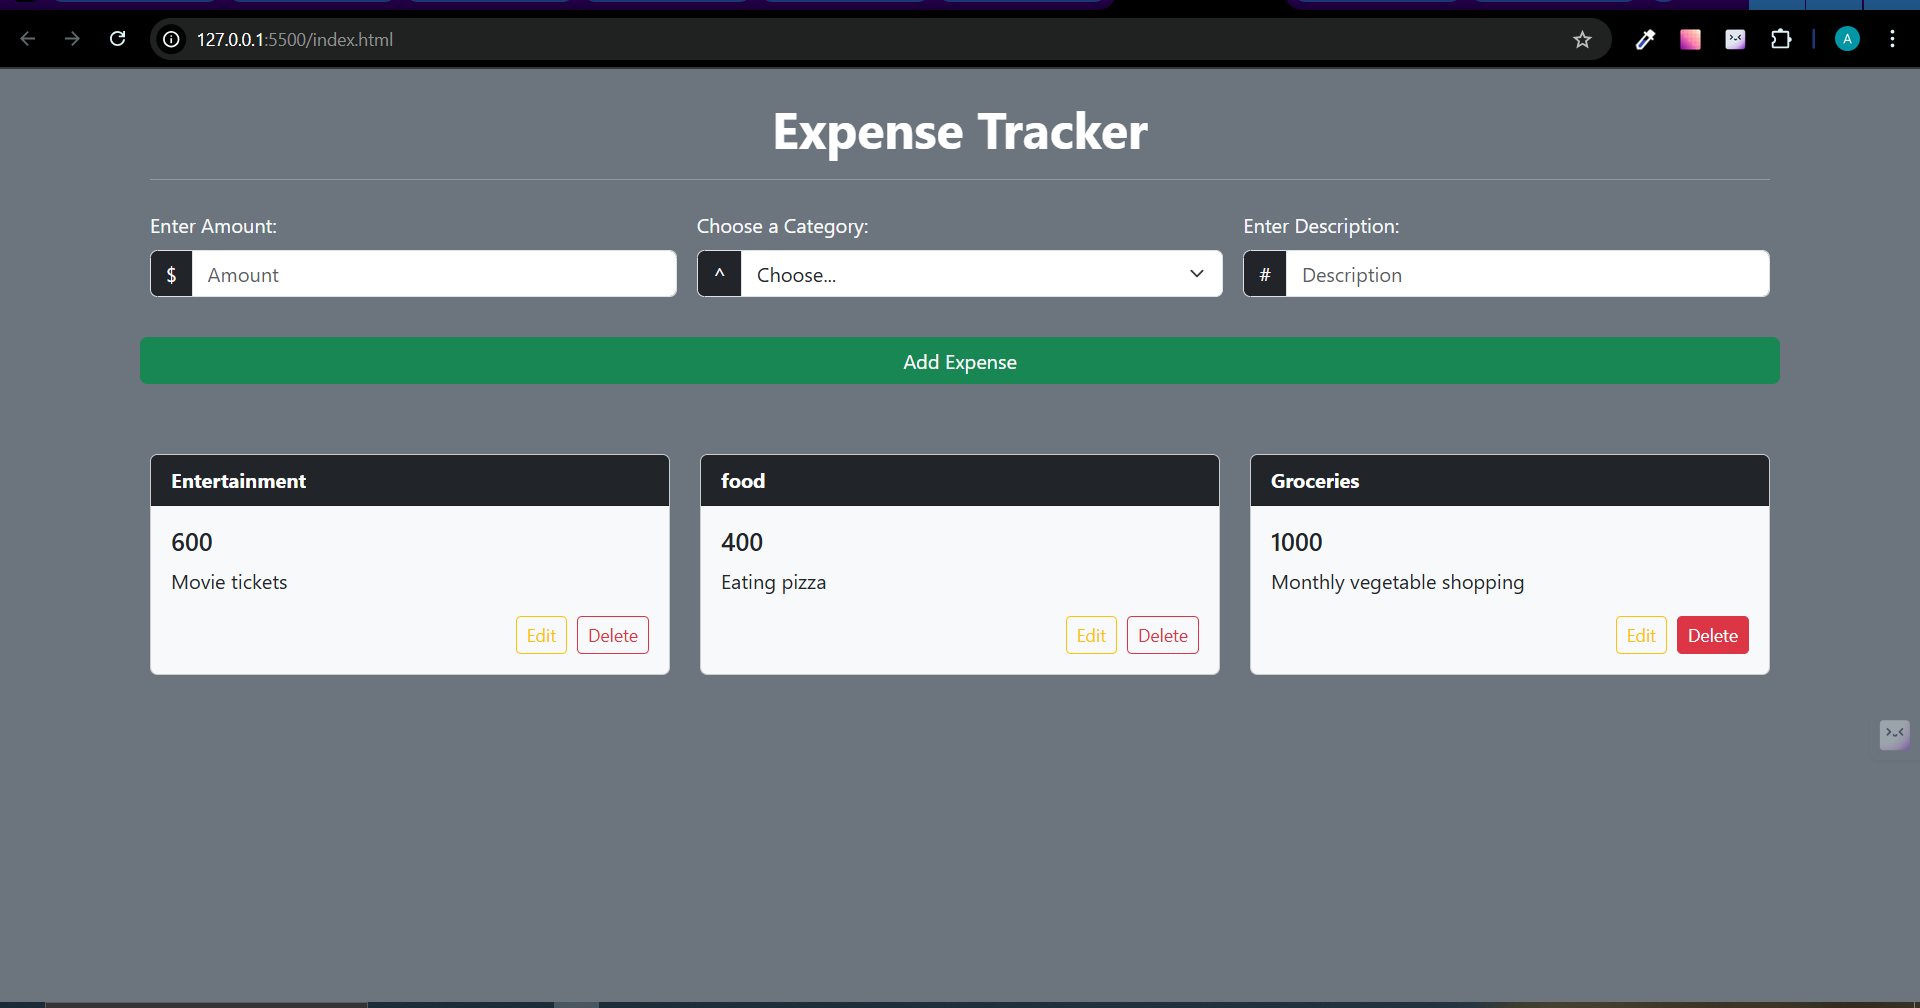 127.0.0.1:5500/index.html
A
Expense Tracker
Enter Amount: Choose a Category: Enter Description:
$ Amount ^ Choose... # Description
Add Expense
Entertainment
600
Movie tickets
Edit Delete
food
400
Eating pizza
Edit Delete
Groceries
1000
Monthly vegetable shopping
Edit Delete